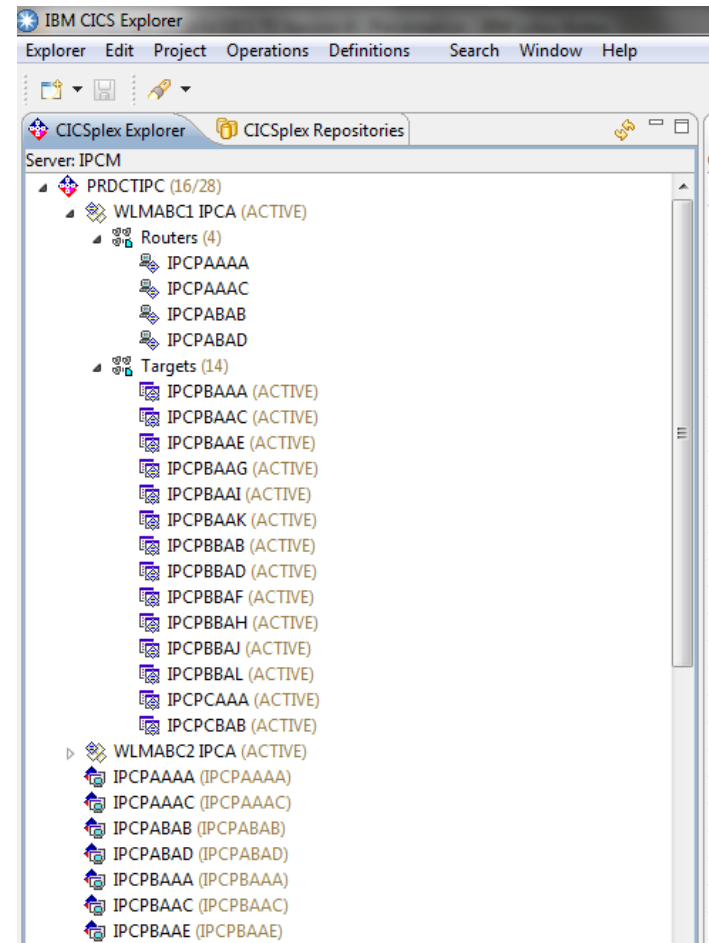 IBM CICS Explorer
Explorer Edit Project Operations Definitions Search Window Help
CICSplex Explorer CICSplex Repositories
Server: IPCM
PRDCTIPC (16/28)
WLMABC1 IPCA (ACTIVE)
Routers (4)
IPCPAAAA
IPCPAAAC
IPCPABAB
IPCPABAD
Targets (14)
IPCPBAAA (ACTIVE)
IPCPBAAC (ACTIVE)
IPCPBAAE (ACTIVE)
IPCPBAAG (ACTIVE)
IPCPBAAI (ACTIVE)
IPCPBAAK (ACTIVE)
IPCPBBAB (ACTIVE)
IPCPBBAD (ACTIVE)
IPCPBBAF (ACTIVE)
IPCPBBAH (ACTIVE)
IPCPBBAJ (ACTIVE)
IPCPBBAL (ACTIVE)
IPCPCAAA (ACTIVE)
IPCPCBAB (ACTIVE)
WLMABC2 IPCA (ACTIVE)
IPCPAAAA (IPCPAAAA)
IPCPAAAC (IPCPAAAC)
IPCPABAB (IPCPABAB)
IPCPABAD (IPCPABAD)
IPCPBAAA (IPCPBAAA)
IPCPBAAC (IPCPBAAC)
IPCPBAAE (IPCPBAAE)